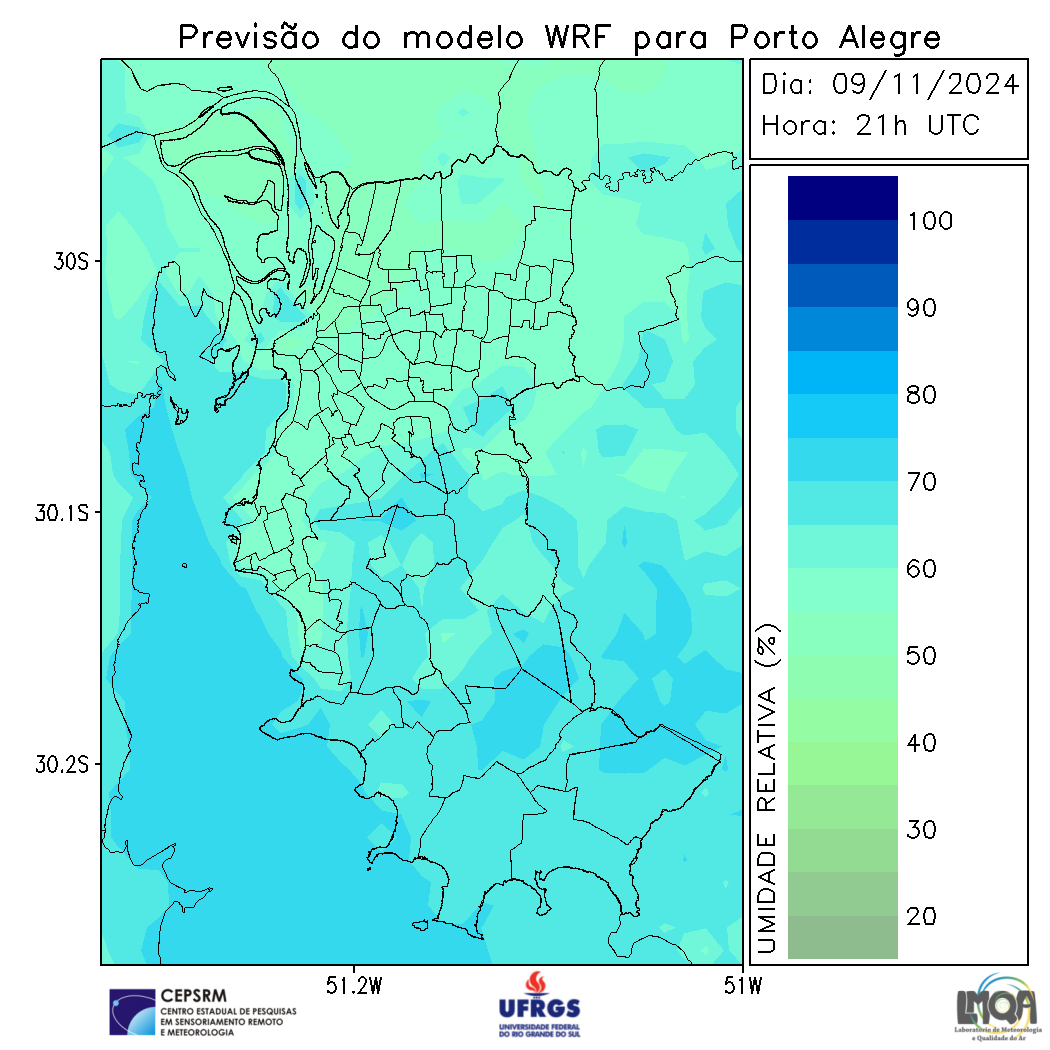 Previsão do modelo WRF para Porto Alegre
Dia: 09/11/2024
Hora: 21h UTC
30S
30.1S
30.2S
51.2W
51W
UMIDADE RELATIVA (%)
100
90
80
70
60
50
40
30
20
CEPSRM
CENTRO ESTADUAL DE PESQUISAS
EM SENSORIAMENTO REMOTO
E METEOROLOGIA
UFRGS
UNIVERSIDADE FEDERAL
DO RIO GRANDE DO SUL
LMQA
Laboratório de Meteorologia
e Qualidade do Ar